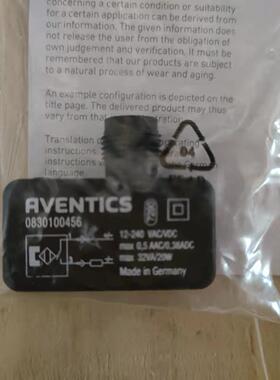 concerning a certain condition or suitability
for a certain application can be derived from
our information. The given information does
not release the user from the obligation of
own judgement and verification. It must be
remembered that our products are subject
to a natural process of wear and aging.
An example configuration is depicted on the
title page. The delivered product may thus
vary from that
Translation
instructions
instructions
language.
04
AVENTICS
0830100456
12-240 VAC/VDC
max 0,5 AAC/0,38ADC
max 32VA/20W
Made in Germany